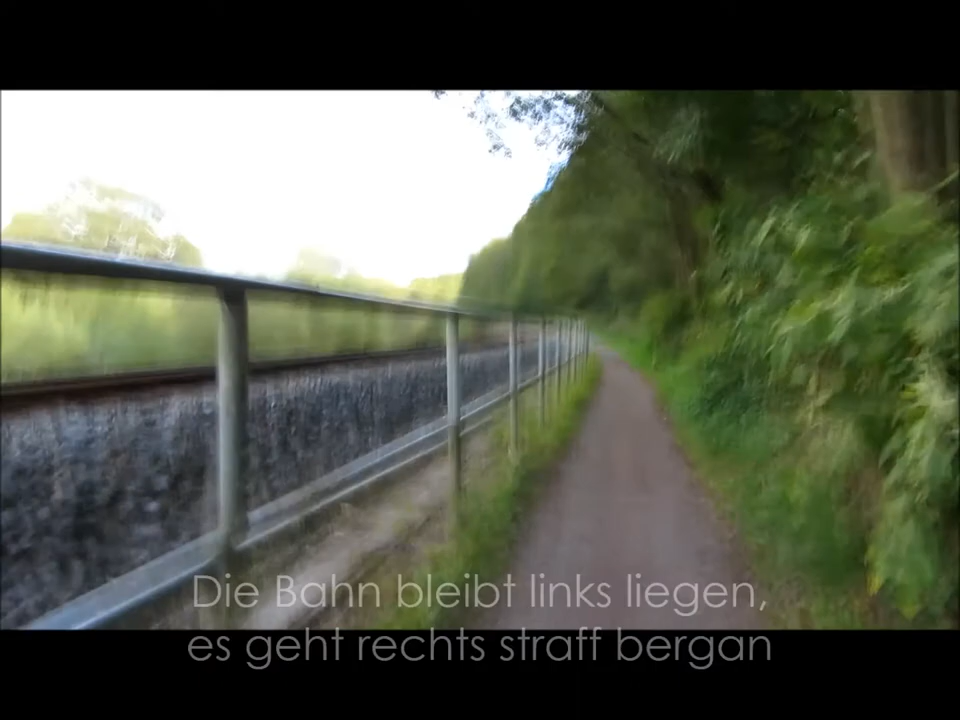 Die Bahn bleibt links liegen,
es geht rechts straff bergan